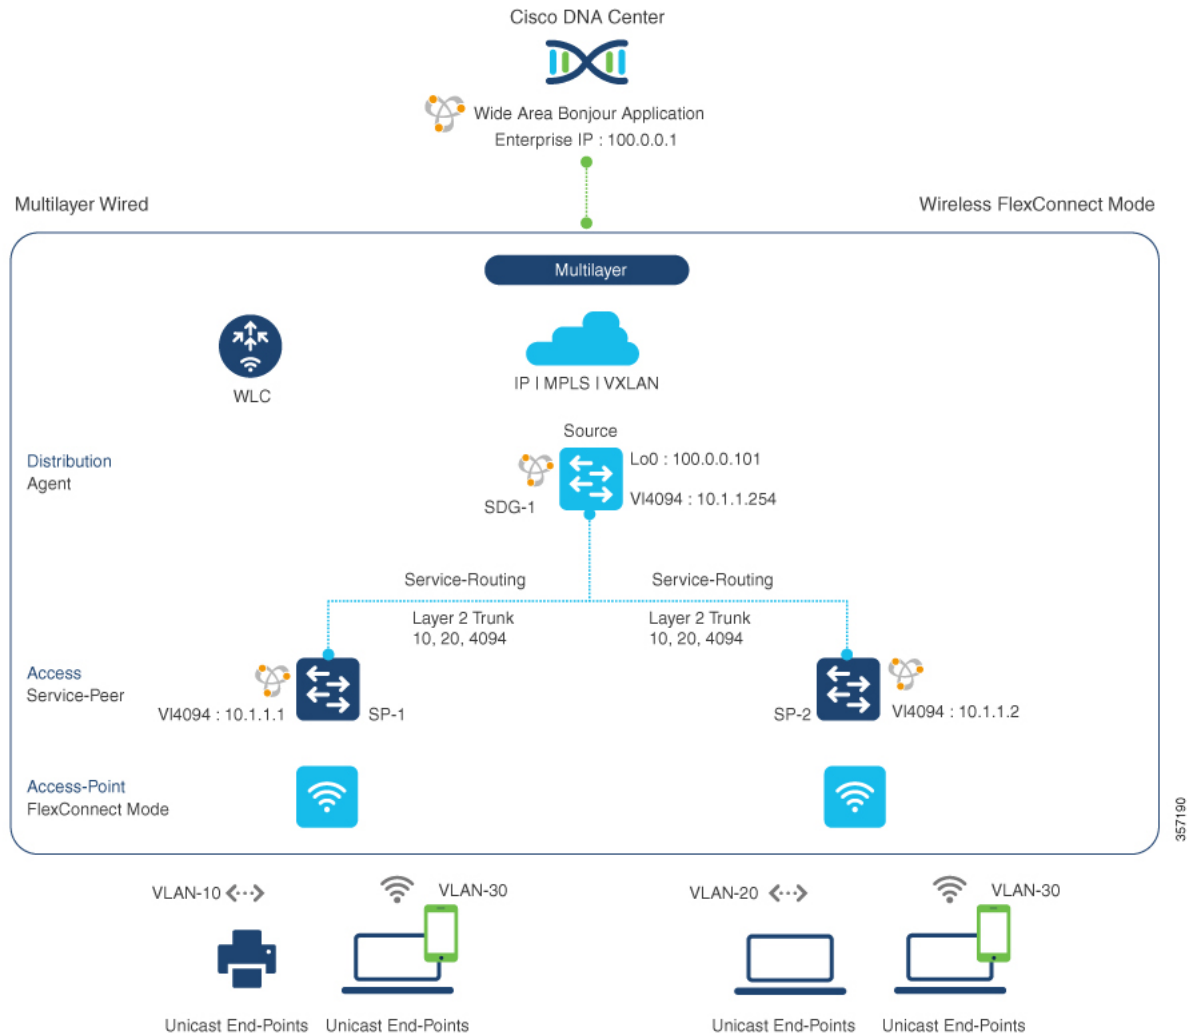 Cisco DNA Center
Wide Area Bonjour Application
Enterprise IP : 100.0.0.1
Multilayer Wired
Wireless FlexConnect Mode
Multilayer
WLC
IP I MPLS I VXLAN
Source
Distribution
Agent
Lo0 : 100.0.0.101
SDG-1
Vl4094 : 10.1.1.254
Service-Routing
Service-Routing
Layer 2 Trunk
10, 20, 4094
Layer 2 Trunk
10, 20, 4094
Access
Service-Peer
Vl4094 : 10.1.1.1
SP-1
SP-2
Vl4094 : 10.1.1.2
Access-Point
FlexConnect Mode
357190
VLAN-10
VLAN-30
VLAN-20
VLAN-30
Unicast End-Points
Unicast End-Points
Unicast End-Points
Unicast End-Points